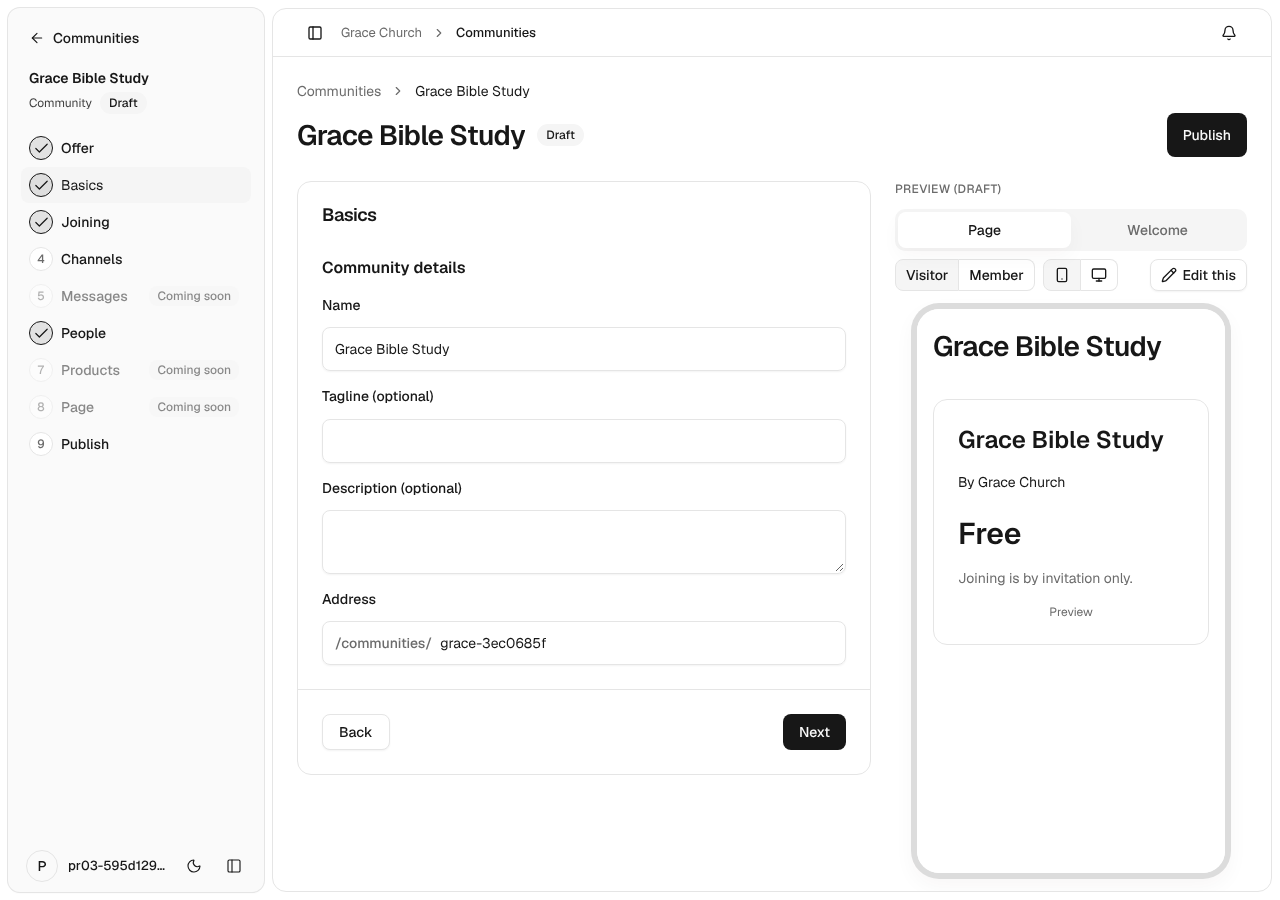 Communities
Grace Bible Study
Community Draft
Offer
Basics
Joining
4 Channels
5 Messages Coming soon
People
7 Products Coming soon
8 Page Coming soon
9 Publish
P pr03-595d129…
Grace Church > Communities
Communities > Grace Bible Study
Grace Bible Study Draft
Publish
Basics
Community details
Name
Grace Bible Study
Tagline (optional)
Description (optional)
Address
/communities/ grace-3ec0685f
Back Next
PREVIEW (DRAFT)
Page Welcome
Visitor Member Edit this
Grace Bible Study
Grace Bible Study
By Grace Church
Free
Joining is by invitation only.
Preview